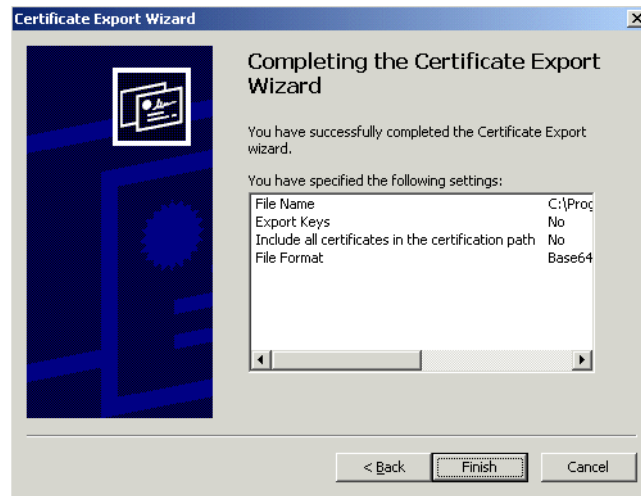 Certificate Export Wizard
Completing the Certificate Export
Wizard
You have successfully completed the Certificate Export
wizard.
You have specified the following settings:
File Name C:\Prog
Export Keys No
Include all certificates in the certification path No
File Format Base64
< Back Finish Cancel